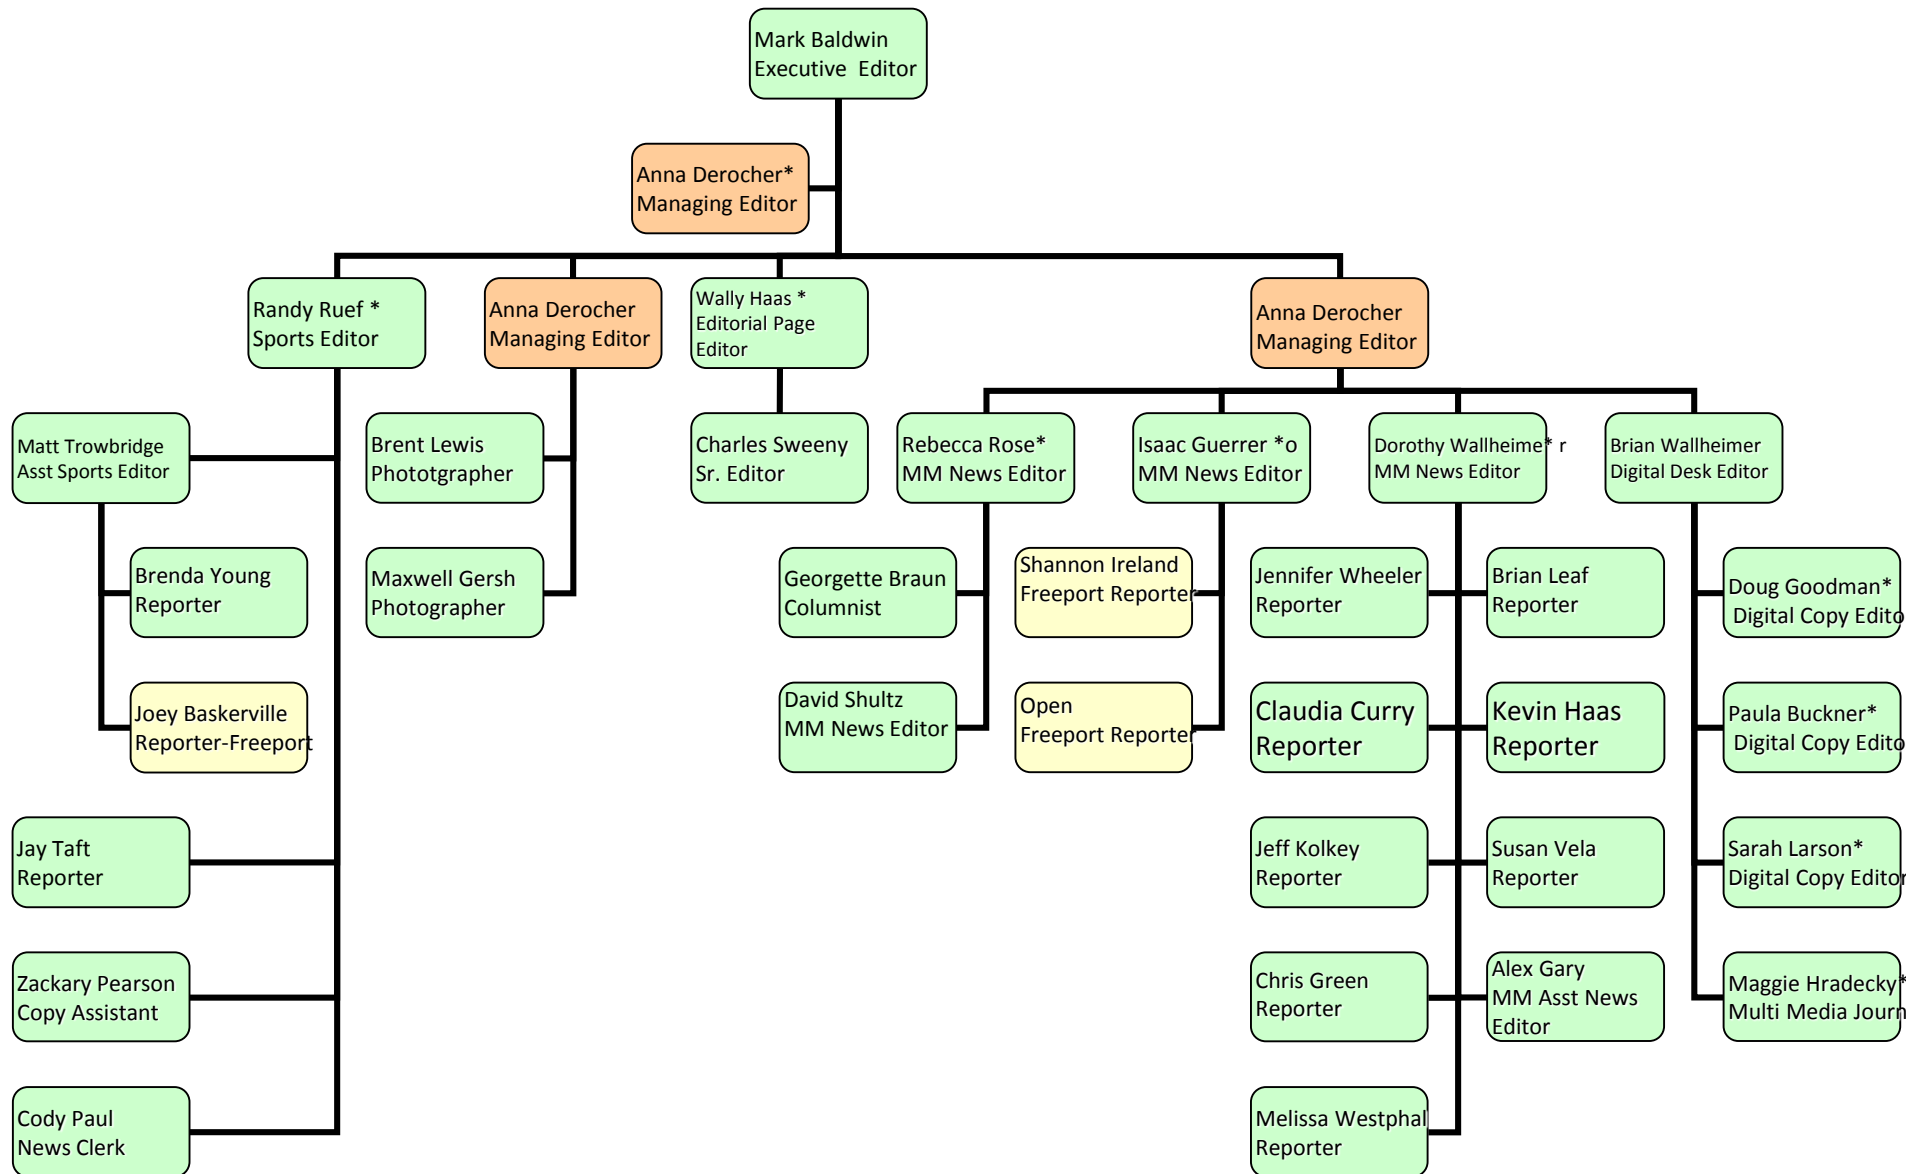 Mark Baldwin
Executive  Editor
Anna Derocher*
Managing Editor
Randy Ruef *
Sports Editor
Anna Derocher
Managing Editor
Wally Haas *
Editorial Page
Editor
Anna Derocher
Managing Editor
Matt Trowbridge
Asst Sports Editor
Brent Lewis
Phototgrapher
Charles Sweeny
Sr. Editor
Rebecca Rose*
MM News Editor
Isaac Guerrer *o
MM News Editor
Dorothy Wallheime* r
MM News Editor
Brian Wallheimer
Digital Desk Editor
Brenda Young
Reporter
Maxwell Gersh
Photographer
Georgette Braun
Columnist
Shannon Ireland
Freeport Reporter
Jennifer Wheeler
Reporter
Brian Leaf
Reporter
Doug Goodman*
Digital Copy Edito
Joey Baskerville
Reporter-Freeport
David Shultz
MM News Editor
Open
Freeport Reporter
Claudia Curry
Reporter
Kevin Haas
Reporter
Paula Buckner*
Digital Copy Edito
Jay Taft
Reporter
Jeff Kolkey
Reporter
Susan Vela
Reporter
Sarah Larson*
Digital Copy Editor
Zackary Pearson
Copy Assistant
Chris Green
Reporter
Alex Gary
MM Asst News
Editor
Maggie Hradecky*
Multi Media Journ
Cody Paul
News Clerk
Melissa Westphal
Reporter